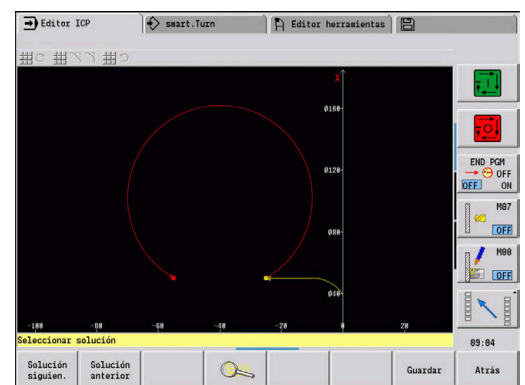 Editor ICP
smart.Turn
Editor herramientas
X
Ø160
Ø120
Ø80
Ø40
-100 -80 -60 -40 -20 0 20
END PGM
OFF
OFF ON
M07
OFF
M08
OFF
Seleccionar solución
09:04
Solución siguien.
Solución anterior
Guardar
Atrás